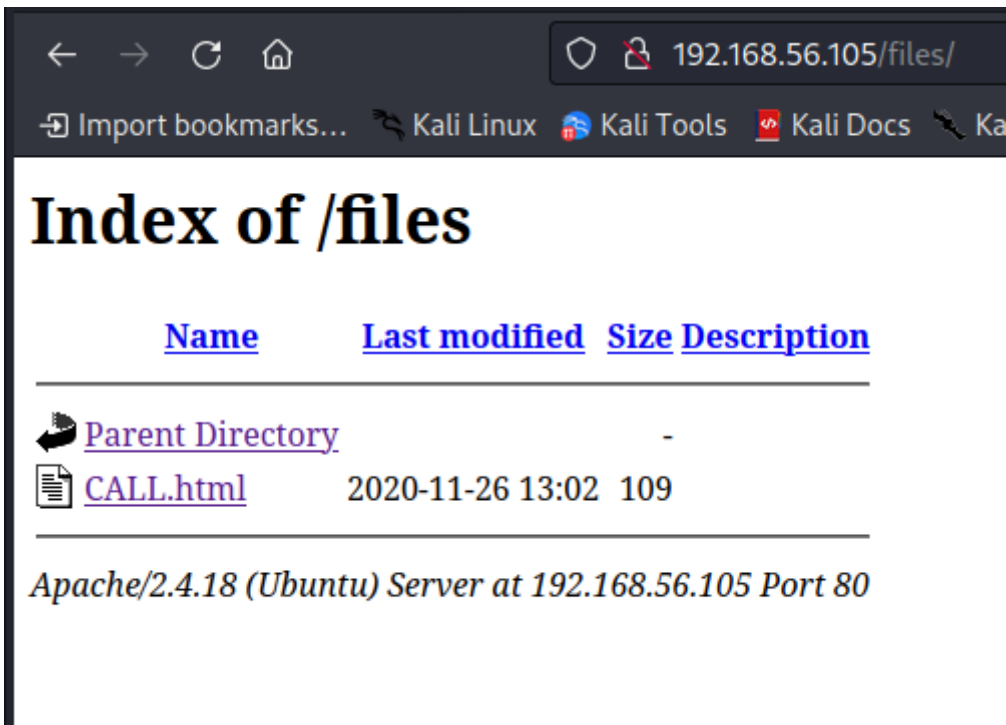 192.168.56.105/files/
Import bookmarks... Kali Linux Kali Tools Kali Docs Ka
Index of /files
Name Last modified Size Description
Parent Directory -
CALL.html 2020-11-26 13:02 109
Apache/2.4.18 (Ubuntu) Server at 192.168.56.105 Port 80